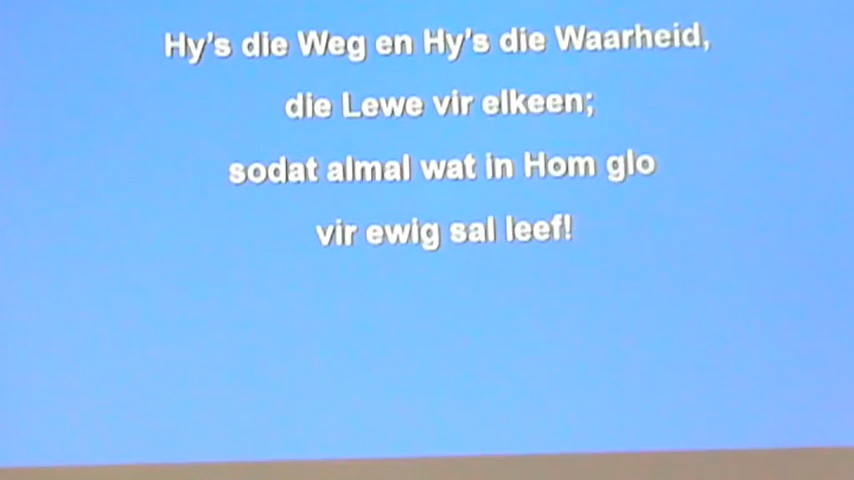 Hy's die Weg en Hy's die Waarheid,
die Lewe vir elkeen;
sodat almal wat in Hom glo
vir ewig sal leef!